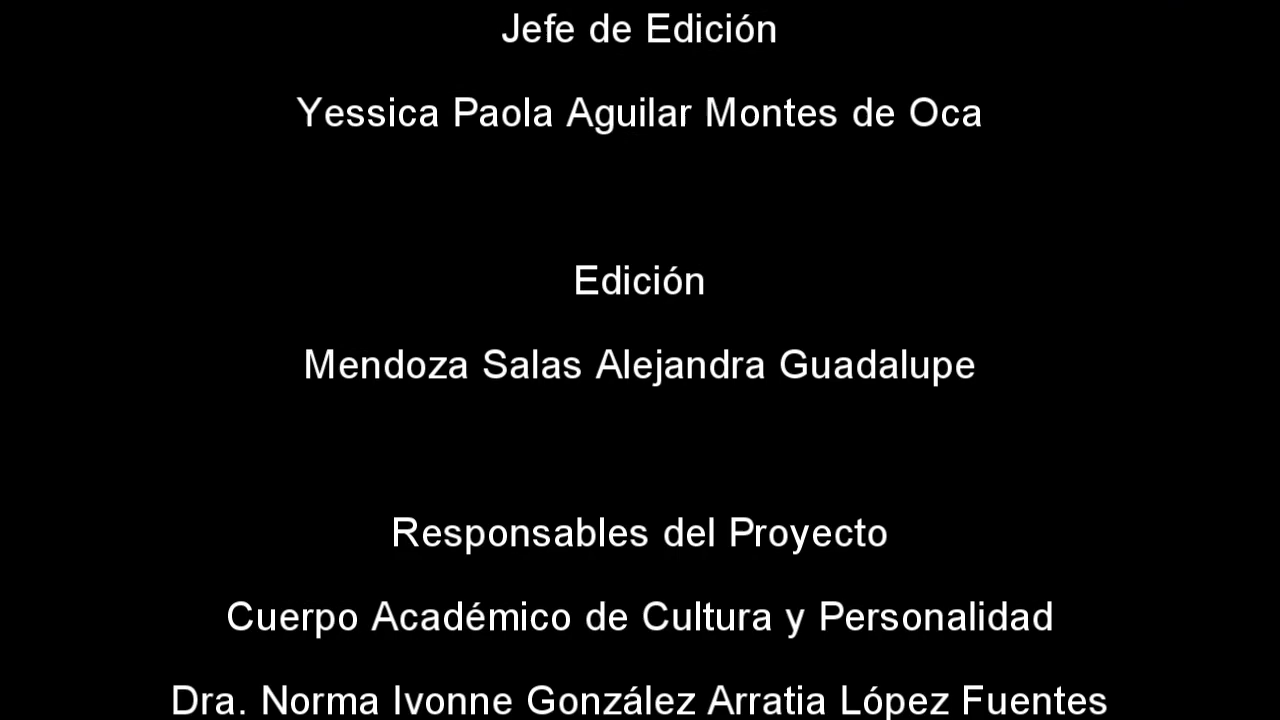 Jefe de Edición
Yessica Paola Aguilar Montes de Oca
Edición
Mendoza Salas Alejandra Guadalupe
Responsables del Proyecto
Cuerpo Académico de Cultura y Personalidad
Dra. Norma Ivonne González Arratia López Fuentes